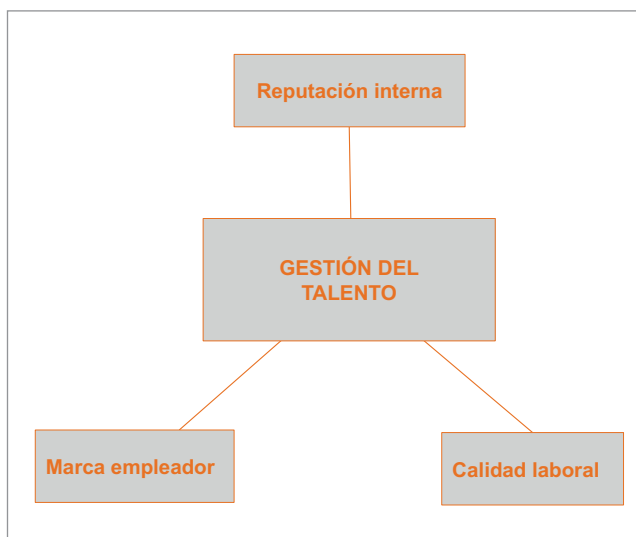 Reputación interna
GESTIÓN DEL
TALENTO
Marca empleador
Calidad laboral